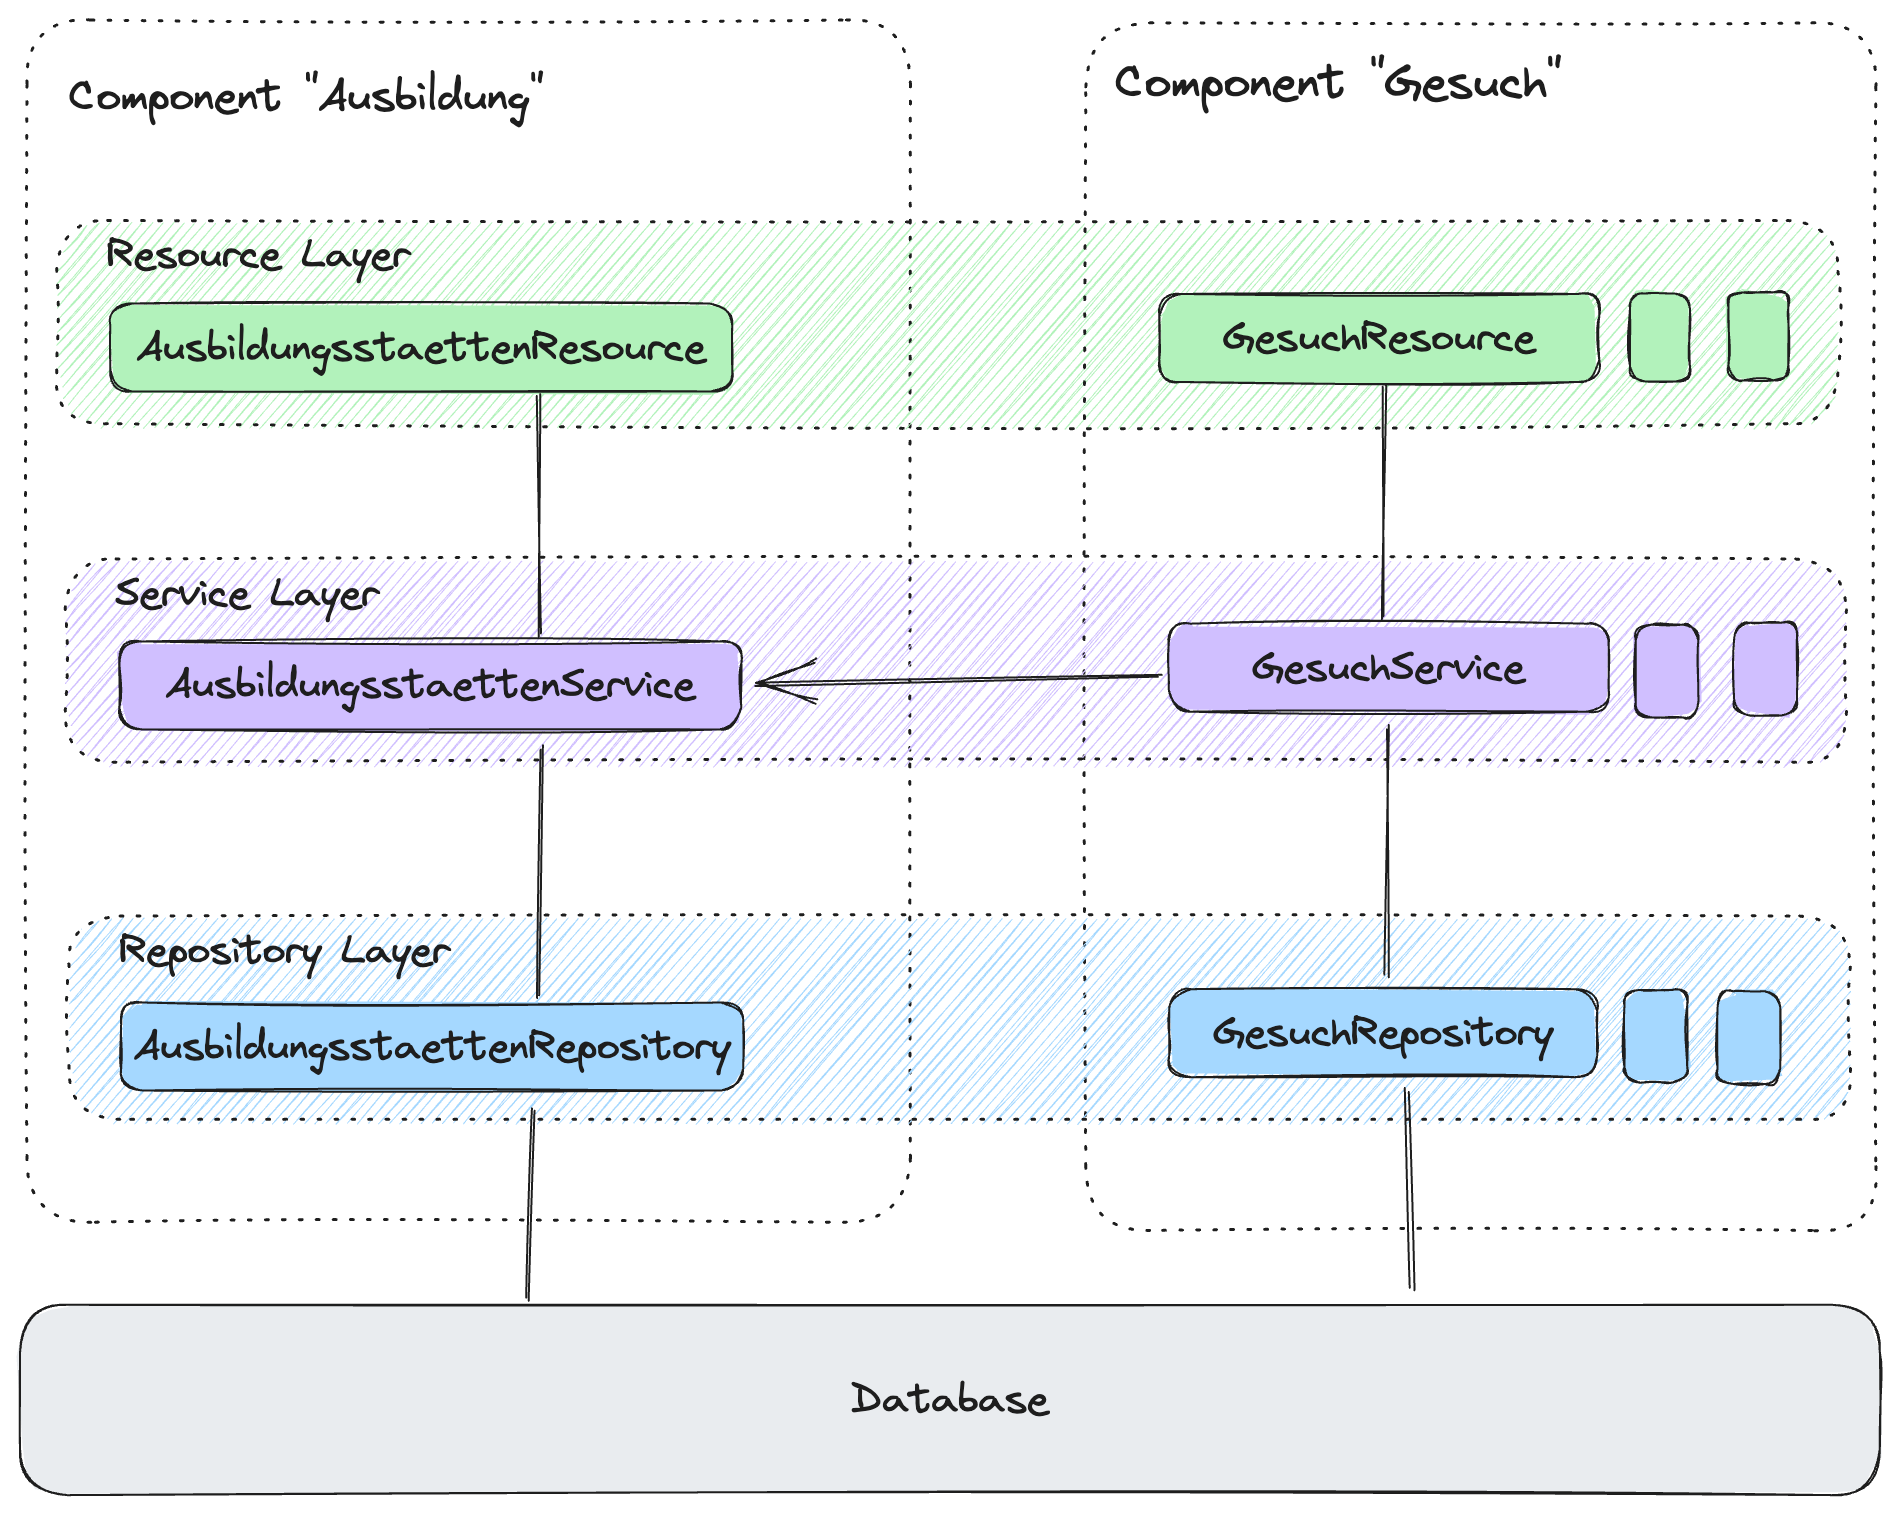 Component "Ausbildung"
Component "Gesuch"
Resource Layer
AusbildungsstaettenResource
GesuchResource
Service Layer
AusbildungsstaettenService
GesuchService
Repository Layer
AusbildungsstaettenRepository
GesuchRepository
Database